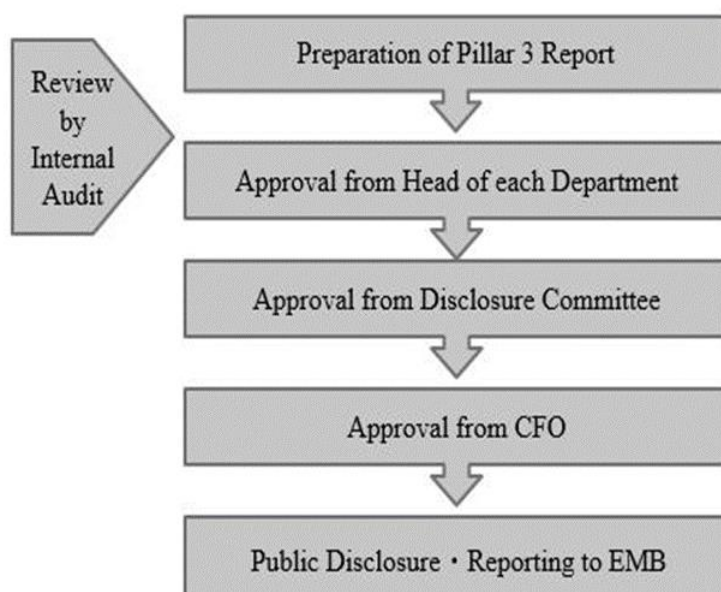 Preparation of Pillar 3 Report
Review
by
Internal
Audit
Approval from Head of each Department
Approval from Disclosure Committee
Approval from CFO
Public Disclosure・Reporting to EMB